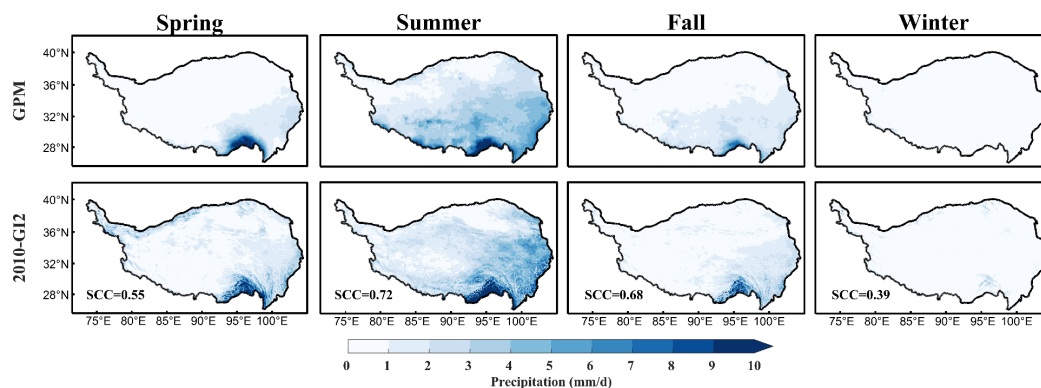 Spring Summer Fall Winter
GPM
40°N
36°N
32°N
28°N
2010-GI2
40°N
36°N
32°N
28°N
SCC=0.55 SCC=0.72 SCC=0.68 SCC=0.39
75°E 80°E 85°E 90°E 95°E 100°E 75°E 80°E 85°E 90°E 95°E 100°E 75°E 80°E 85°E 90°E 95°E 100°E 75°E 80°E 85°E 90°E 95°E 100°E
0 1 2 3 4 5 6 7 8 9 10
Precipitation (mm/d)